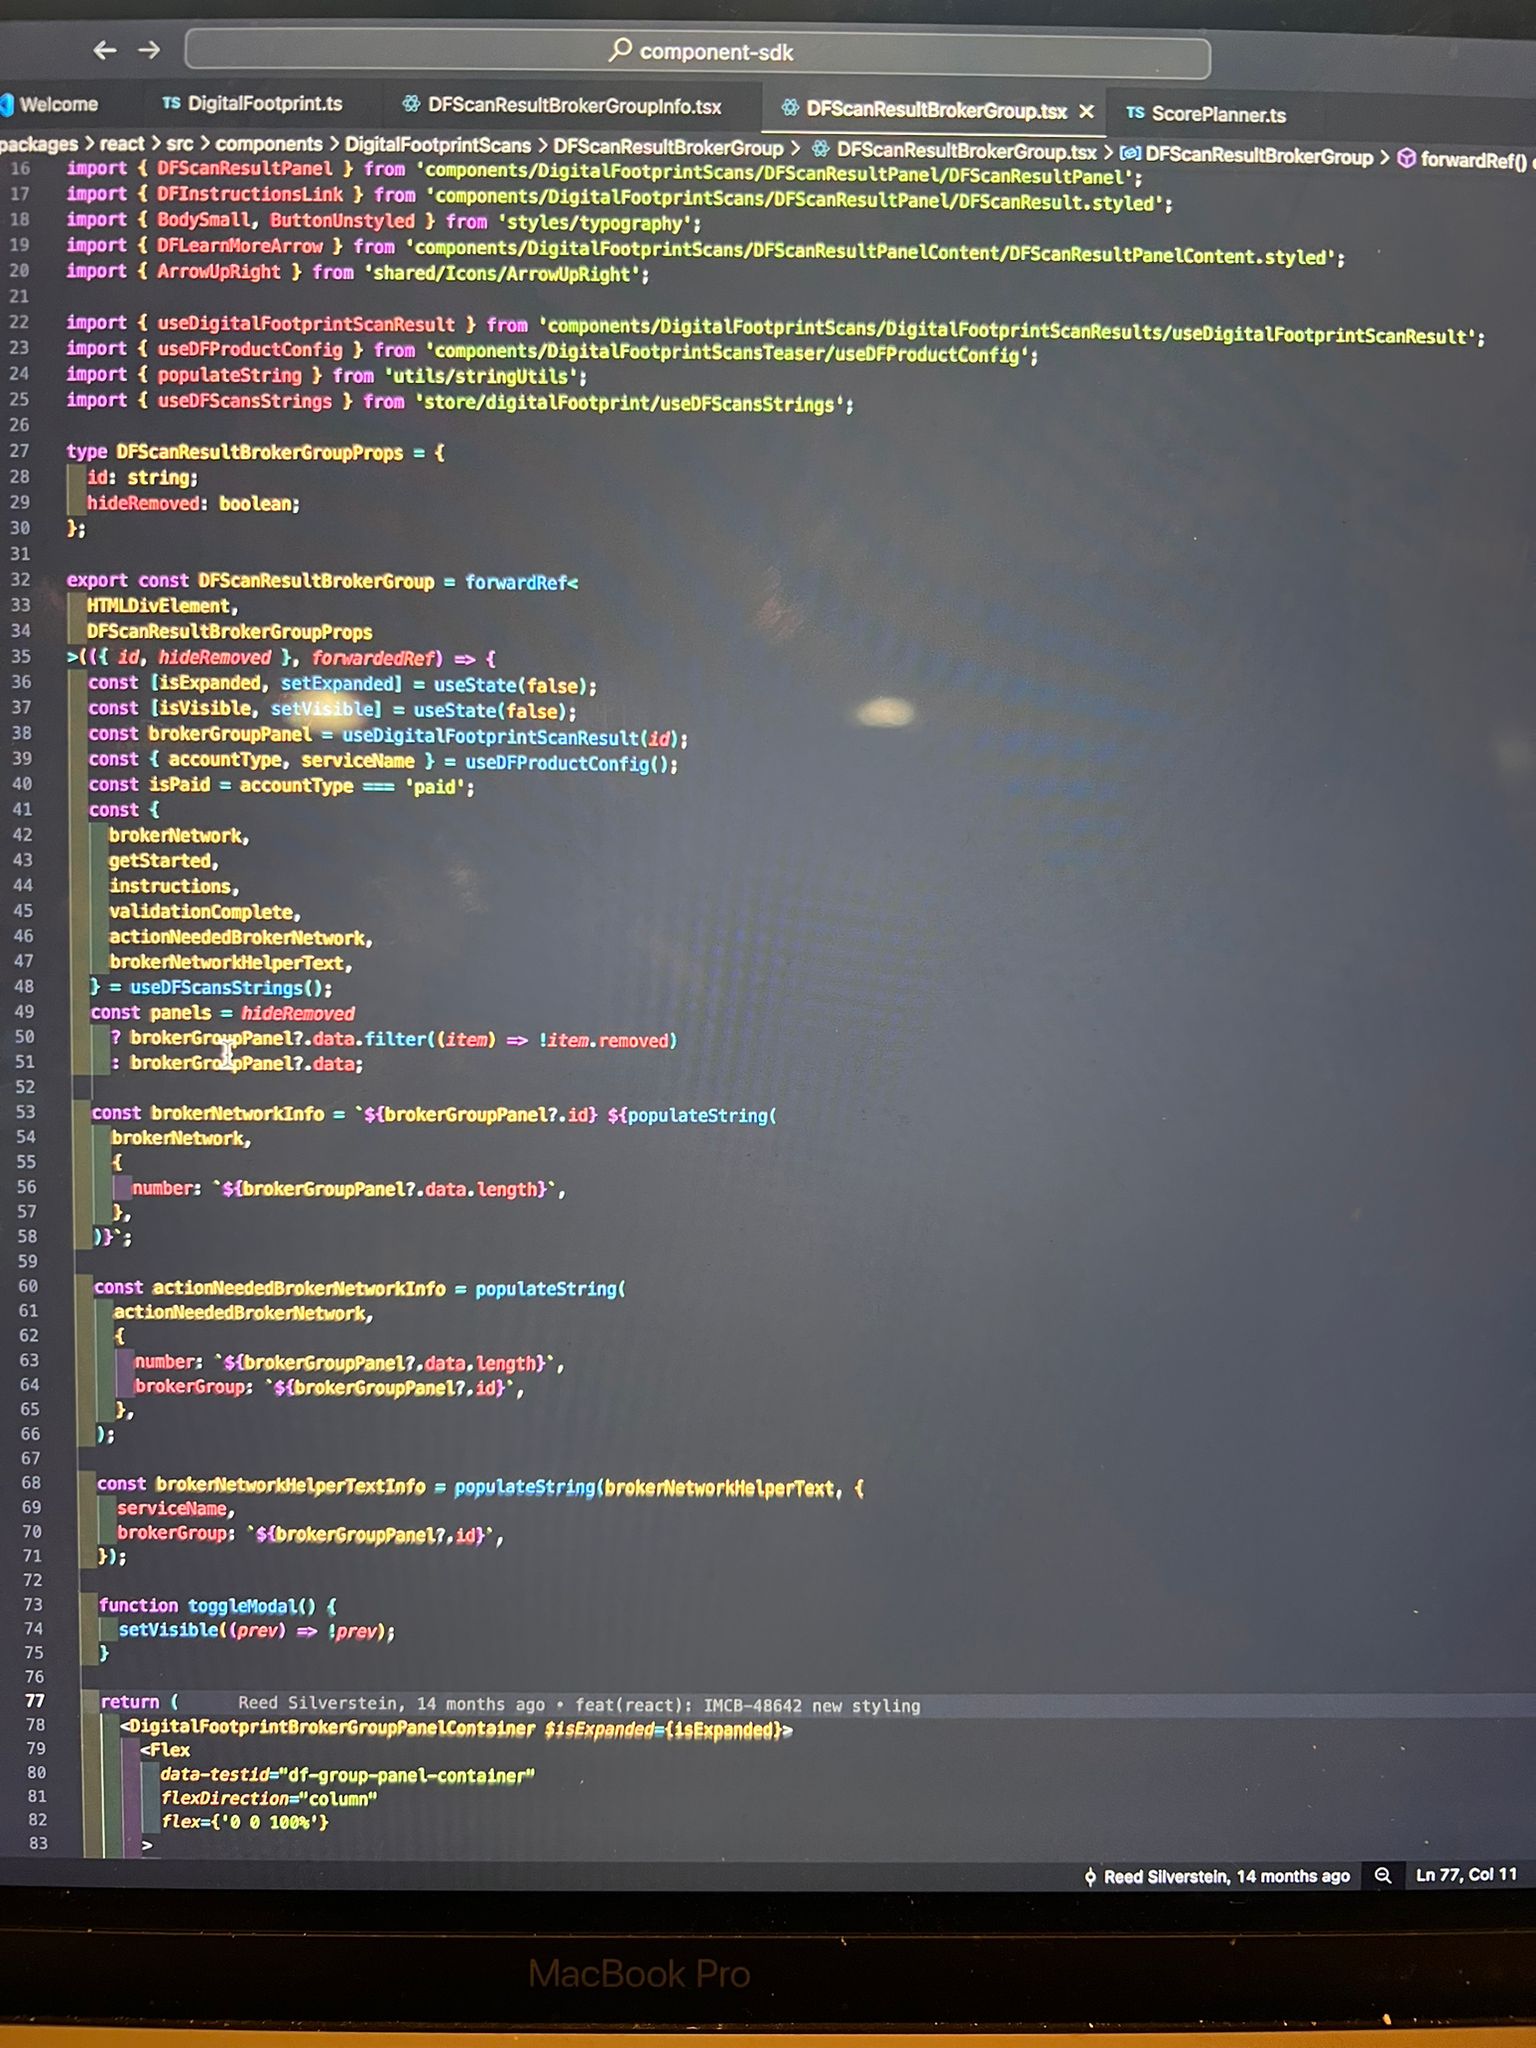 component-sdk
Welcome
TS DigitalFootprint.ts
DFScanResultBrokerGroupInfo.tsx
DFScanResultBrokerGroup.tsx
TS ScorePlanner.ts
packages > react > src > components > DigitalFootprintScans > DFScanResultBrokerGroup > DFScanResultBrokerGroup.tsx > DFScanResultBrokerGroup > forwardRef()
16 import { DFScanResultPanel } from 'components/DigitalFootprintScans/DFScanResultPanel/DFScanResultPanel';
17 import { DFInstructionsLink } from 'components/DigitalFootprintScans/DFScanResultPanel/DFScanResult.styled';
18 import { BodySmall, ButtonUnstyled } from 'styles/typography';
19 import { DFLearnMoreArrow } from 'components/DigitalFootprintScans/DFScanResultPanelContent/DFScanResultPanelContent.styled';
20 import { ArrowUpRight } from 'shared/Icons/ArrowUpRight';
21
22 import { useDigitalFootprintScanResult } from 'components/DigitalFootprintScans/DigitalFootprintScanResults/useDigitalFootprintScanResult';
23 import { useDFProductConfig } from 'components/DigitalFootprintScansTeaser/useDFProductConfig';
24 import { populateString } from 'utils/stringUtils';
25 import { useDFScansStrings } from 'store/digitalFootprint/useDFScansStrings';
26
27 type DFScanResultBrokerGroupProps = {
28 id: string;
29 hideRemoved: boolean;
30 };
31
32 export const DFScanResultBrokerGroup = forwardRef<
33 HTMLDivElement,
34 DFScanResultBrokerGroupProps
35 >(({ id, hideRemoved }, forwardedRef) => {
36 const [isExpanded, setExpanded] = useState(false);
37 const [isVisible, setVisible] = useState(false);
38 const brokerGroupPanel = useDigitalFootprintScanResult(id);
39 const { accountType, serviceName } = useDFProductConfig();
40 const isPaid = accountType === 'paid';
41 const {
42 brokerNetwork,
43 getStarted,
44 instructions,
45 validationComplete,
46 actionNeededBrokerNetwork,
47 brokerNetworkHelperText,
48 } = useDFScansStrings();
49 const panels = hideRemoved
50 ? brokerGroupPanel?.data.filter((item) => !item.removed)
51 : brokerGroupPanel?.data;
52
53 const brokerNetworkInfo = `${brokerGroupPanel?.id} ${populateString(
54 brokerNetwork,
55 {
56 number: `${brokerGroupPanel?.data.length}`,
57 },
58 )}`;
59
60 const actionNeededBrokerNetworkInfo = populateString(
61 actionNeededBrokerNetwork,
62 {
63 number: `${brokerGroupPanel?.data.length}`,
64 brokerGroup: `${brokerGroupPanel?.id}`,
65 },
66 );
67
68 const brokerNetworkHelperTextInfo = populateString(brokerNetworkHelperText, {
69 serviceName,
70 brokerGroup: `${brokerGroupPanel?.id}`,
71 });
72
73 function toggleModal() {
74 setVisible((prev) => !prev);
75 }
76
77 return ( Reed Silverstein, 14 months ago • feat(react): IMCB-48642 new styling
78 <DigitalFootprintBrokerGroupPanelContainer $isExpanded={isExpanded}>
79 <Flex
80 data-testid="df-group-panel-container"
81 flexDirection="column"
82 flex={'0 0 100%'}
83 >
Reed Silverstein, 14 months ago
Ln 77, Col 11
MacBook Pro